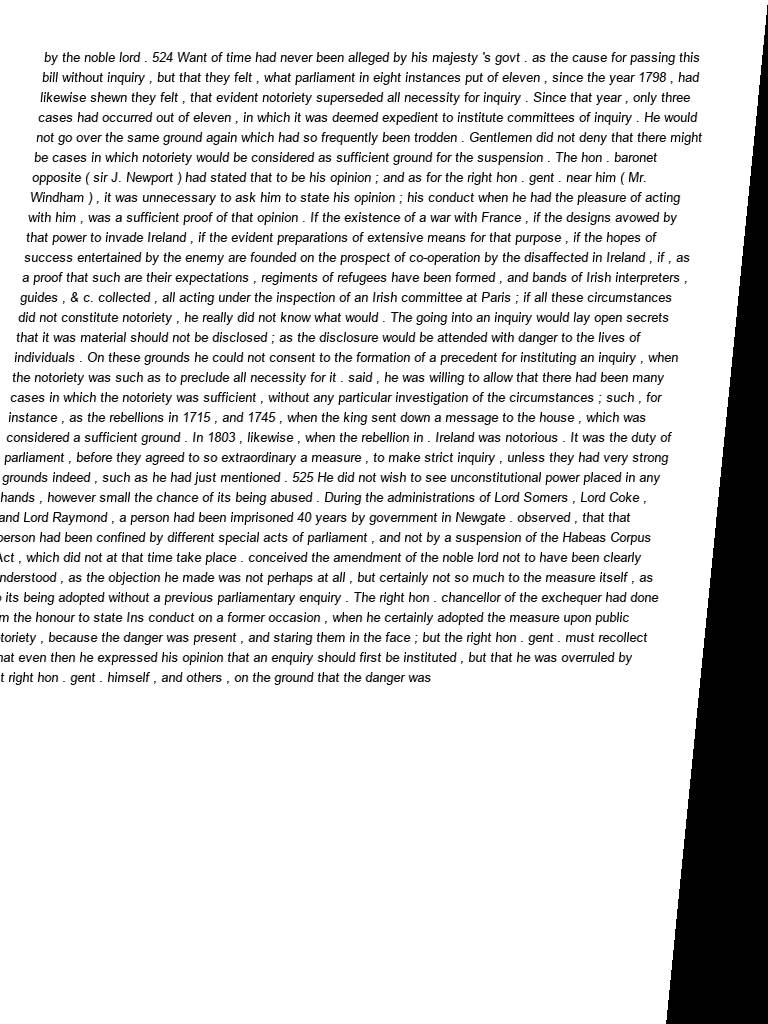 by the noble lord . 524 Want of time had never been alleged by his majesty 's govt . as the cause for passing this
bill without inquiry , but that they felt , what parliament in eight instances put of eleven , since the year 1798 , had
likewise shewn they felt , that evident notoriety superseded all necessity for inquiry . Since that year , only three
cases had occurred out of eleven , in which it was deemed expedient to institute committees of inquiry . He would
not go over the same ground again which had so frequently been trodden . Gentlemen did not deny that there might
be cases in which notoriety would be considered as sufficient ground for the suspension . The hon . baronet
opposite ( sir J. Newport ) had stated that to be his opinion ; and as for the right hon . gent . near him ( Mr.
Windham ) , it was unnecessary to ask him to state his opinion ; his conduct when he had the pleasure of acting
with him , was a sufficient proof of that opinion . If the existence of a war with France , if the designs avowed by
that power to invade Ireland , if the evident preparations of extensive means for that purpose , if the hopes of
success entertained by the enemy are founded on the prospect of co-operation by the disaffected in Ireland , if , as
a proof that such are their expectations , regiments of refugees have been formed , and bands of Irish interpreters ,
guides , & c. collected , all acting under the inspection of an Irish committee at Paris ; if all these circumstances
did not constitute notoriety , he really did not know what would . The going into an inquiry would lay open secrets
that it was material should not be disclosed ; as the disclosure would be attended with danger to the lives of
individuals . On these grounds he could not consent to the formation of a precedent for instituting an inquiry , when
the notoriety was such as to preclude all necessity for it . said , he was willing to allow that there had been many
cases in which the notoriety was sufficient , without any particular investigation of the circumstances ; such , for
instance , as the rebellions in 1715 , and 1745 , when the king sent down a message to the house , which was
considered a sufficient ground . In 1803 , likewise , when the rebellion in . Ireland was notorious . It was the duty of
parliament , before they agreed to so extraordinary a measure , to make strict inquiry , unless they had very strong
grounds indeed , such as he had just mentioned . 525 He did not wish to see unconstitutional power placed in any
hands , however small the chance of its being abused . During the administrations of Lord Somers , Lord Coke ,
and Lord Raymond , a person had been imprisoned 40 years by government in Newgate . observed , that that
person had been confined by different special acts of parliament , and not by a suspension of the Habeas Corpus
Act , which did not at that time take place . conceived the amendment of the noble lord not to have been clearly
nderstood , as the objection he made was not perhaps at all , but certainly not so much to the measure itself , as
its being adopted without a previous parliamentary enquiry . The right hon . chancellor of the exchequer had done
m the honour to state Ins conduct on a former occasion , when he certainly adopted the measure upon public
toriety , because the danger was present , and staring them in the face ; but the right hon . gent . must recollect
hat even then he expressed his opinion that an enquiry should first be instituted , but that he was overruled by
t right hon . gent . himself , and others , on the ground that the danger was